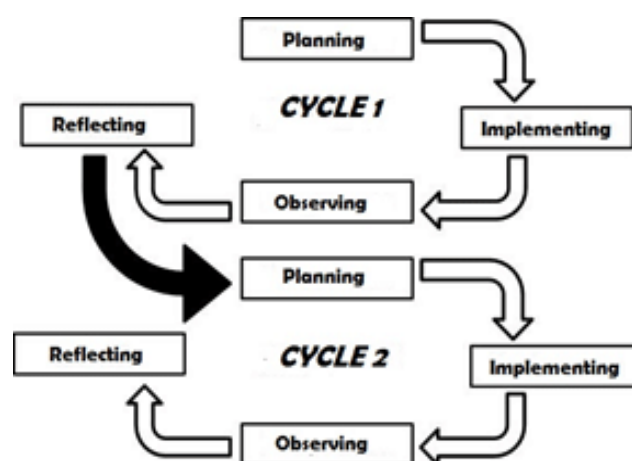 Planning
CYCLE 1
Reflecting
Implementing
Observing
Planning
CYCLE 2
Reflecting
Implementing
Observing